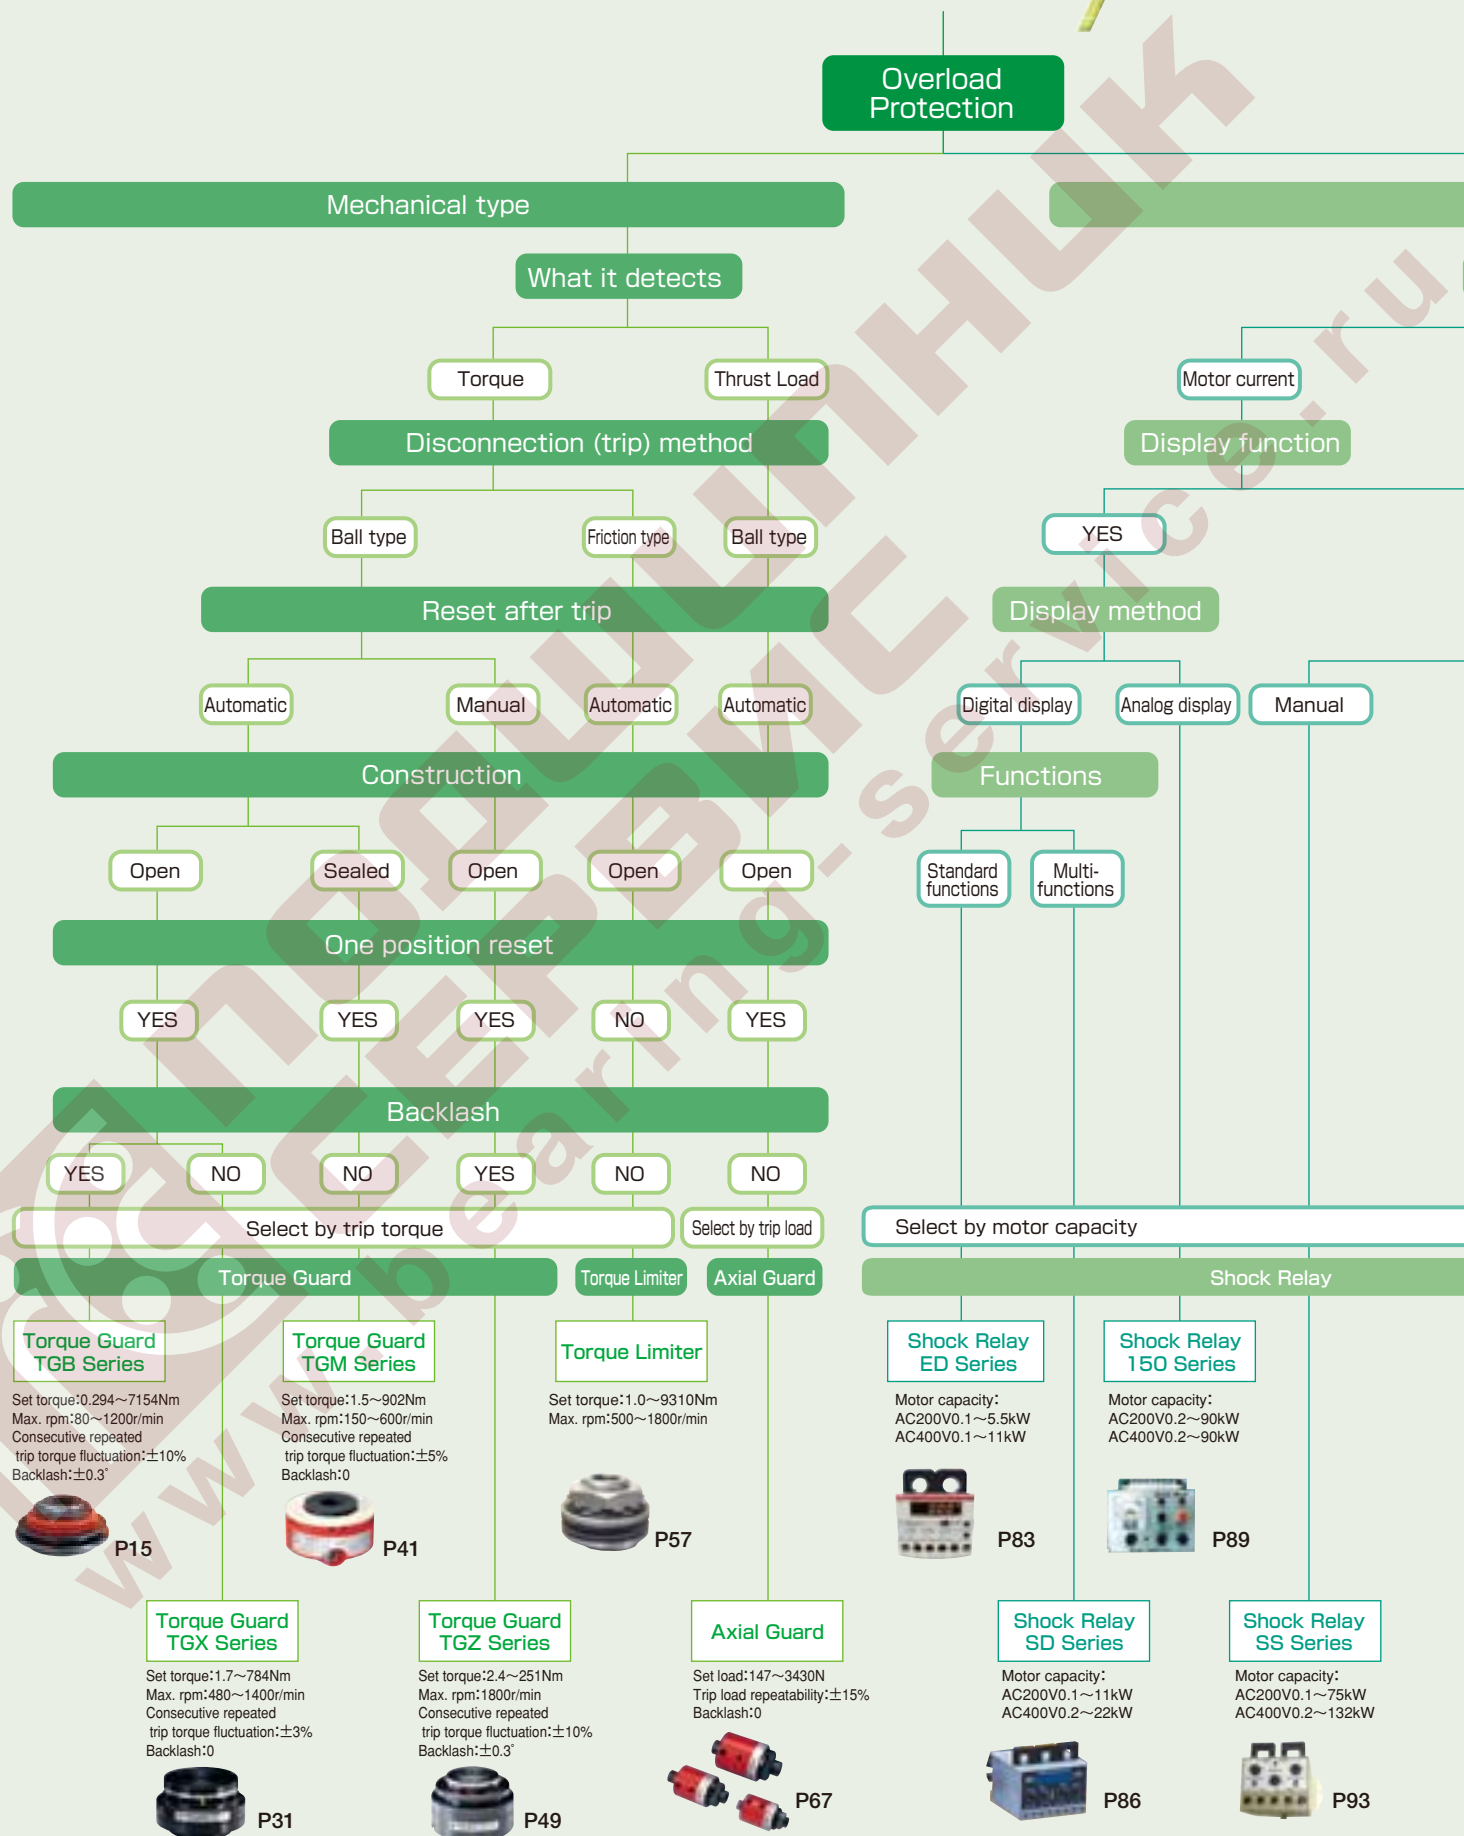 Overload
Protection
Mechanical type
What it detects
Torque
Thrust Load
Motor current
Disconnection (trip) method
Display function
Ball type
Friction type
Ball type
YES
Reset after trip
Display method
Automatic
Manual
Automatic
Automatic
Digital display
Analog display
Manual
Construction
Functions
Open
Sealed
Open
Open
Open
Standard
functions
Multi-
functions
One position reset
YES
YES
YES
NO
YES
Backlash
YES
NO
NO
YES
NO
NO
Select by trip torque
Select by trip load
Select by motor capacity
Torque Guard
Torque Limiter
Axial Guard
Shock Relay
Torque Guard
TGB Series
Set torque:0.294～7154Nm
Max. rpm:80～1200r/min
Consecutive repeated
trip torque fluctuation:±10%
Backlash:±0.3˚
P15
Torque Guard
TGM Series
Set torque:1.5～902Nm
Max. rpm:150～600r/min
Consecutive repeated
trip torque fluctuation:±5%
Backlash:0
P41
Torque Limiter
Set torque:1.0～9310Nm
Max. rpm:500～1800r/min
P57
Shock Relay
ED Series
Motor capacity:
AC200V0.1～5.5kW
AC400V0.1～11kW
P83
Shock Relay
150 Series
Motor capacity:
AC200V0.2～90kW
AC400V0.2～90kW
P89
Torque Guard
TGX Series
Set torque:1.7～784Nm
Max. rpm:480～1400r/min
Consecutive repeated
trip torque fluctuation:±3%
Backlash:0
P31
Torque Guard
TGZ Series
Set torque:2.4～251Nm
Max. rpm:1800r/min
Consecutive repeated
trip torque fluctuation:±10%
Backlash:±0.3˚
P49
Axial Guard
Set load:147～3430N
Trip load repeatability:±15%
Backlash:0
P67
Shock Relay
SD Series
Motor capacity:
AC200V0.1～11kW
AC400V0.2～22kW
P86
Shock Relay
SS Series
Motor capacity:
AC200V0.1～75kW
AC400V0.2～132kW
P93
подшипник
СЕРВИС
www.bearing-service.ru